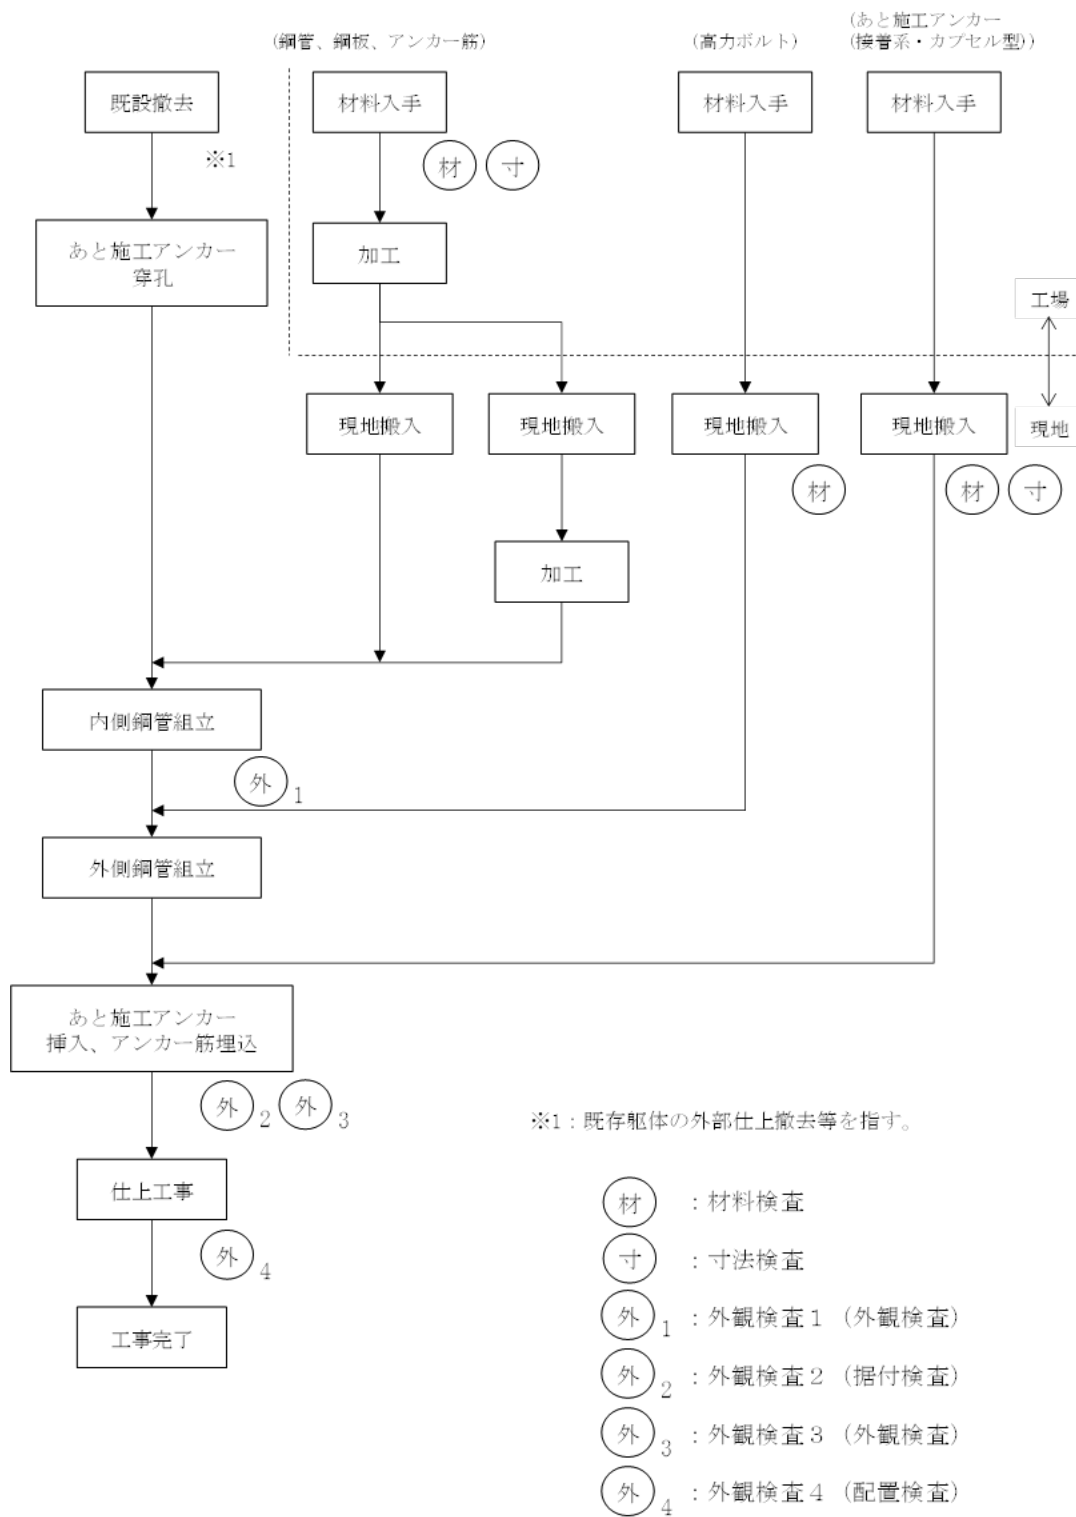 (あと施工アンカー
(鋼管、鋼板、アンカー筋)
(高力ボルト)
(接着系・カプセル型))
既設撤去
材料入手
材料入手
材料入手
※1
材
寸
あと施工アンカー
穿孔
加工
工場
現地搬入
現地搬入
現地搬入
現地搬入
現地
材
材
寸
加工
内側鋼管組立
外1
外側鋼管組立
あと施工アンカー
挿入、アンカー筋埋込
外2
外3
※1：既存躯体の外部仕上撤去等を指す。
仕上工事
外4
工事完了
材 ：材料検査
寸 ：寸法検査
外1 ：外観検査１（外観検査）
外2 ：外観検査２（据付検査）
外3 ：外観検査３（外観検査）
外4 ：外観検査４（配置検査）